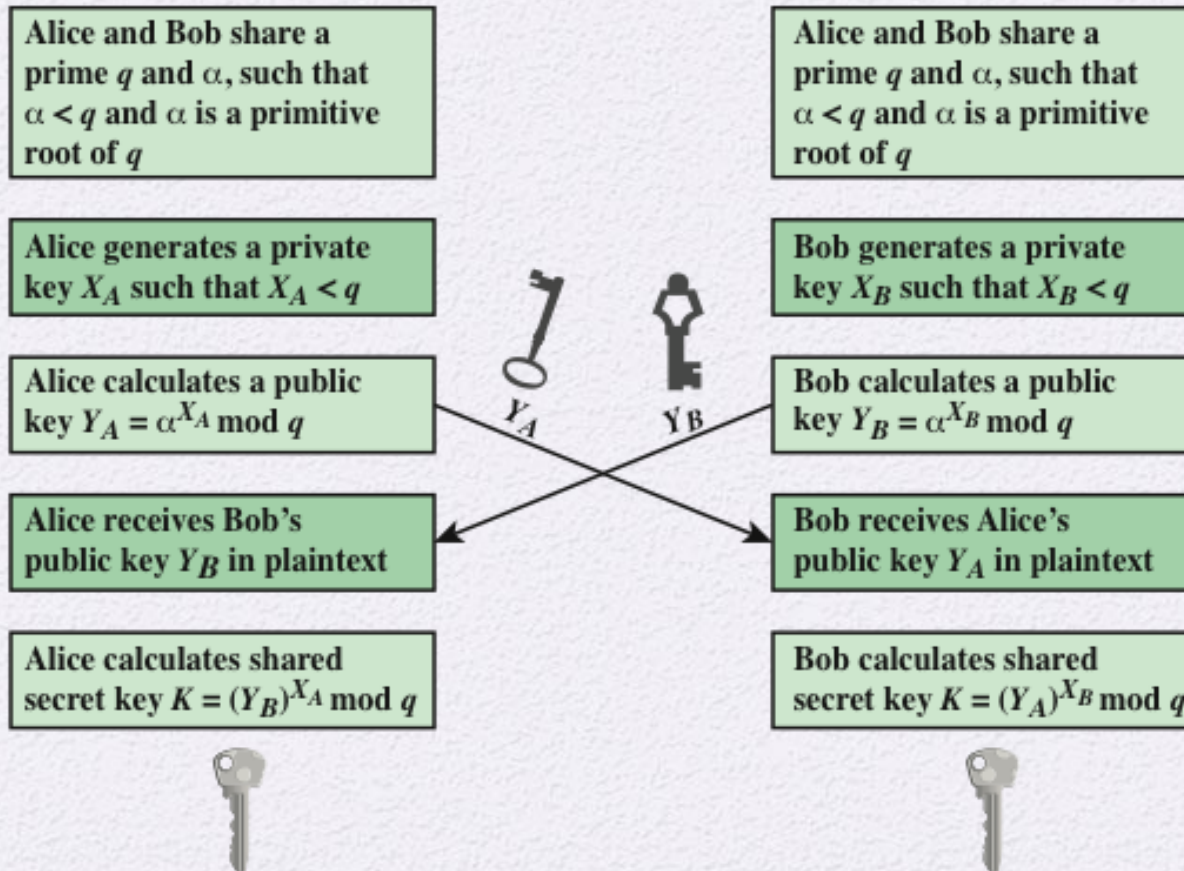 Alice and Bob share a
prime q and α, such that
α < q and α is a primitive
root of q
Alice generates a private
key X_A such that X_A < q
Alice calculates a public
key Y_A = α^{X_A} mod q
Alice receives Bob's
public key Y_B in plaintext
Alice calculates shared
secret key K = (Y_B)^{X_A} mod q
Y_A
Y_B
Alice and Bob share a
prime q and α, such that
α < q and α is a primitive
root of q
Bob generates a private
key X_B such that X_B < q
Bob calculates a public
key Y_B = α^{X_B} mod q
Bob receives Alice's
public key Y_A in plaintext
Bob calculates shared
secret key K = (Y_A)^{X_B} mod q